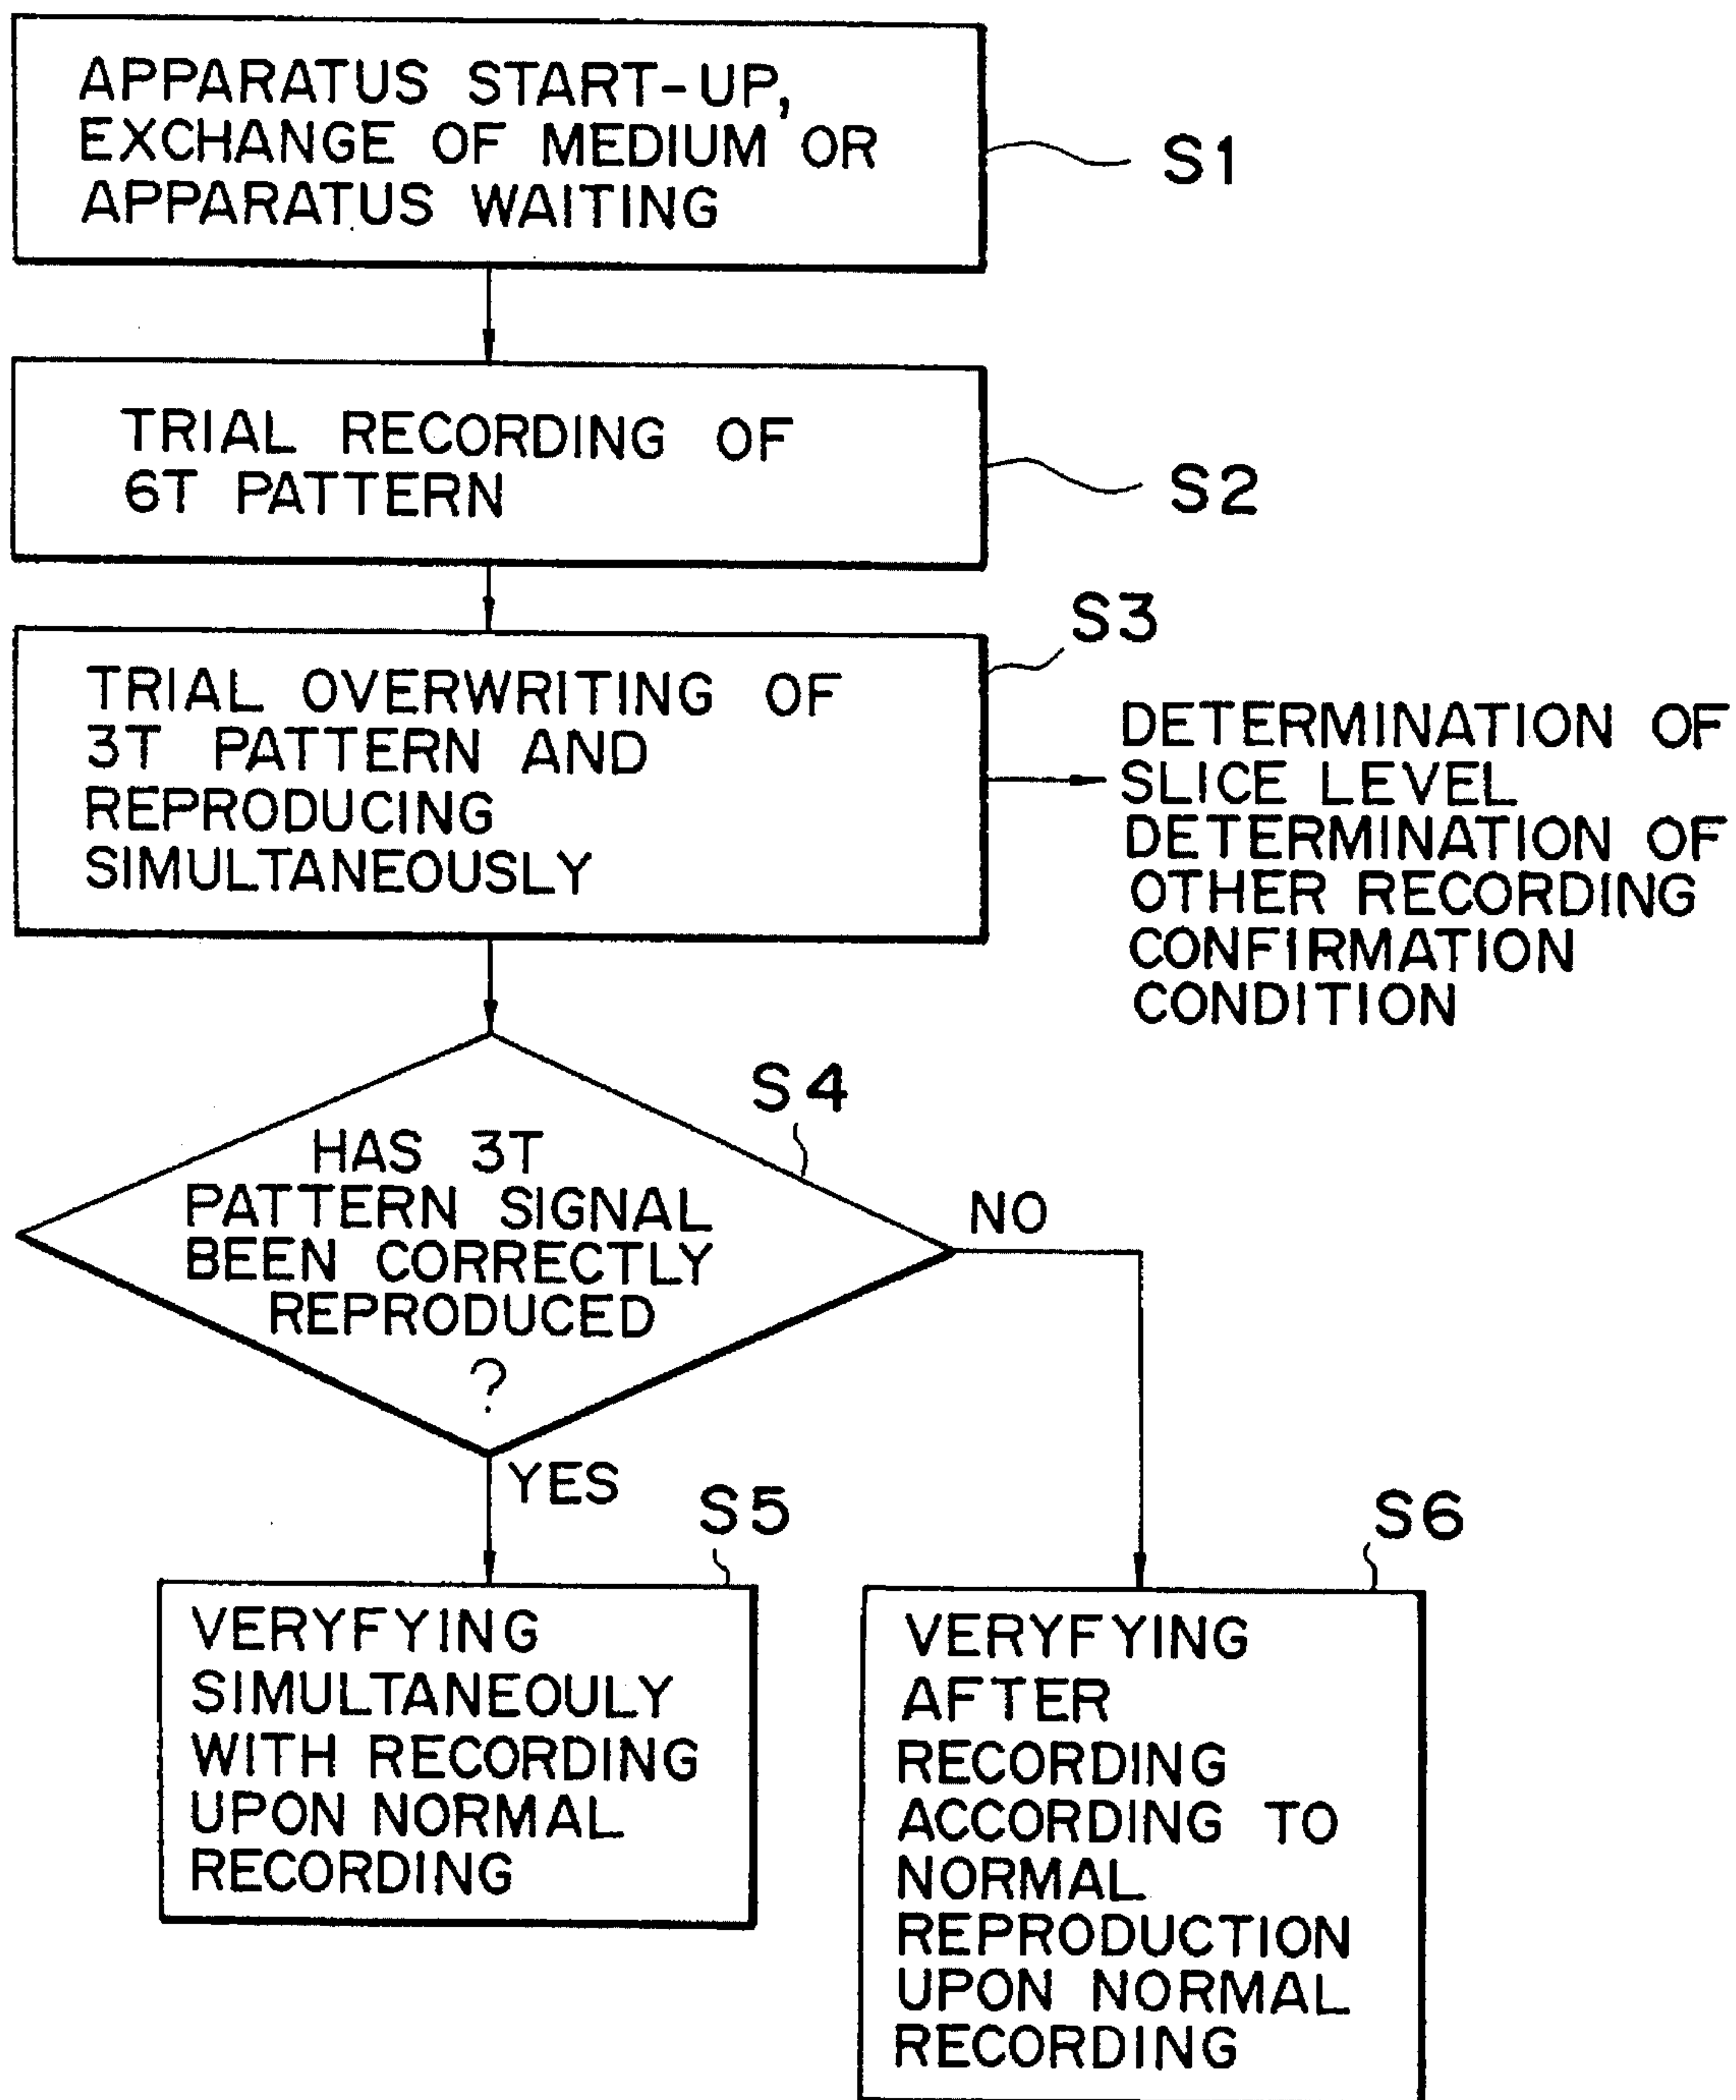 APPARATUS START-UP,
EXCHANGE OF MEDIUM OR
APPARATUS WAITING
S1
TRIAL RECORDING OF
6T PATTERN
S2
S3
TRIAL OVERWRITING OF
3T PATTERN AND
REPRODUCING
SIMULTANEOUSLY
DETERMINATION OF
SLICE LEVEL
DETERMINATION OF
OTHER RECORDING
CONFIRMATION
CONDITION
S4
HAS 3T
PATTERN SIGNAL
BEEN CORRECTLY
REPRODUCED
?
NO
YES
S5
VERYFYING
SIMULTANEOULY
WITH RECORDING
UPON NORMAL
RECORDING
S6
VERYFYING
AFTER
RECORDING
ACCORDING TO
NORMAL
REPRODUCTION
UPON NORMAL
RECORDING